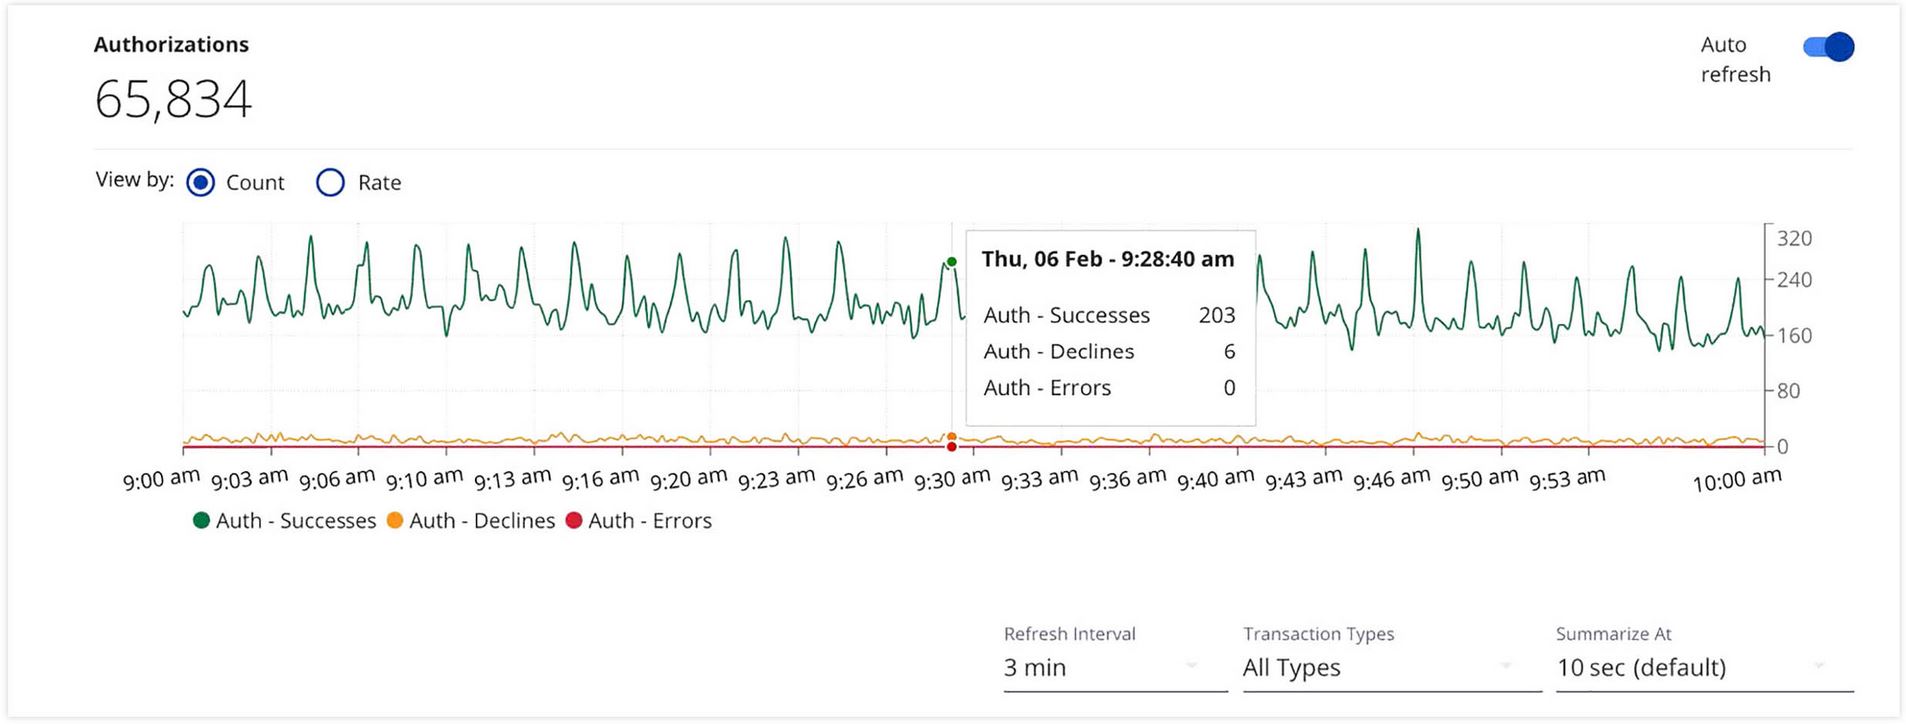 Authorizations
65,834
Auto
refresh
View by: Count Rate
320
240
160
80
0
Thu, 06 Feb - 9:28:40 am
Auth - Successes 203
Auth - Declines 6
Auth - Errors 0
9:00 am 9:03 am 9:06 am 9:10 am 9:13 am 9:16 am 9:20 am 9:23 am 9:26 am 9:30 am 9:33 am 9:36 am 9:40 am 9:43 am 9:46 am 9:50 am 9:53 am 10:00 am
Auth - Successes Auth - Declines Auth - Errors
Refresh Interval Transaction Types Summarize At
3 min All Types 10 sec (default)